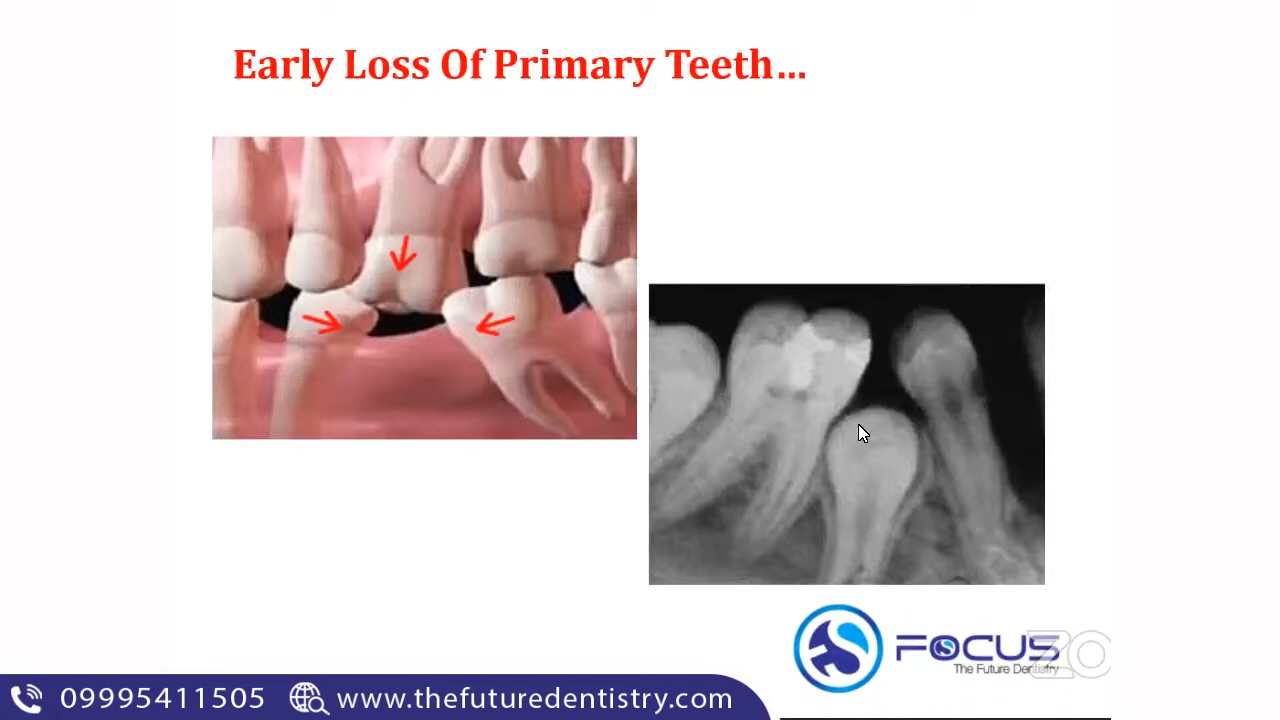 Early Loss Of Primary Teeth...
FOCUS
The Future Dentistry
09995411505
www.thefuturedentistry.com